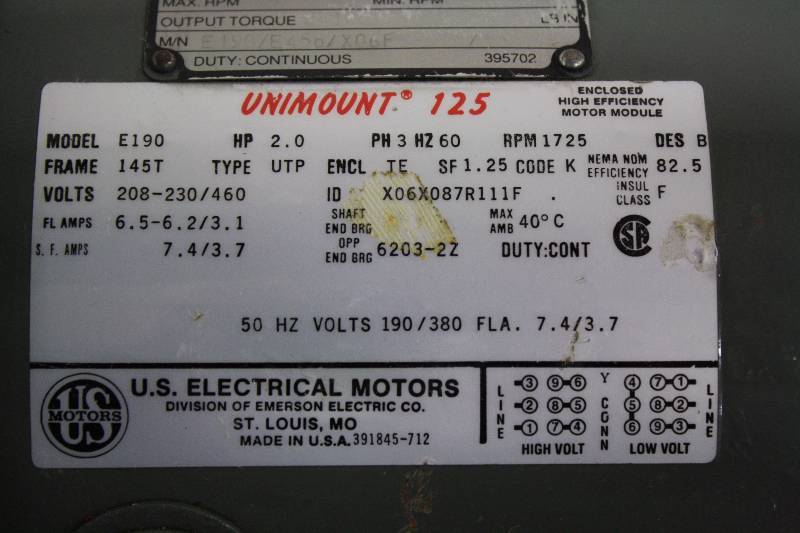 MAX. RPM MIN. RPM
OUTPUT TORQUE LB IN
M/N
DUTY: CONTINUOUS 395702
UNIMOUNT® 125
ENCLOSED
HIGH EFFICIENCY
MOTOR MODULE
MODEL E190 HP 2.0 PH 3 HZ 60 RPM 1725 DES B
FRAME 145T TYPE UTP ENCL TE SF 1.25 CODE K NEMA NOM EFFICIENCY 82.5
VOLTS 208-230/460 ID X06X087R111F . INSUL CLASS F
FL AMPS 6.5-6.2/3.1 SHAFT END BRG MAX AMB 40°C
S. F. AMPS 7.4/3.7 OPP END BRG 6203-2Z DUTY:CONT
SA
50 HZ VOLTS 190/380 FLA. 7.4/3.7
US MOTORS
U.S. ELECTRICAL MOTORS
DIVISION OF EMERSON ELECTRIC CO.
ST. LOUIS, MO
MADE IN U.S.A. 391845-712
LINE
3 9 6
2 8 5
1 7 4
HIGH VOLT
Y CONN
4 7 1
5 8 2
6 9 3
LOW VOLT
LINE